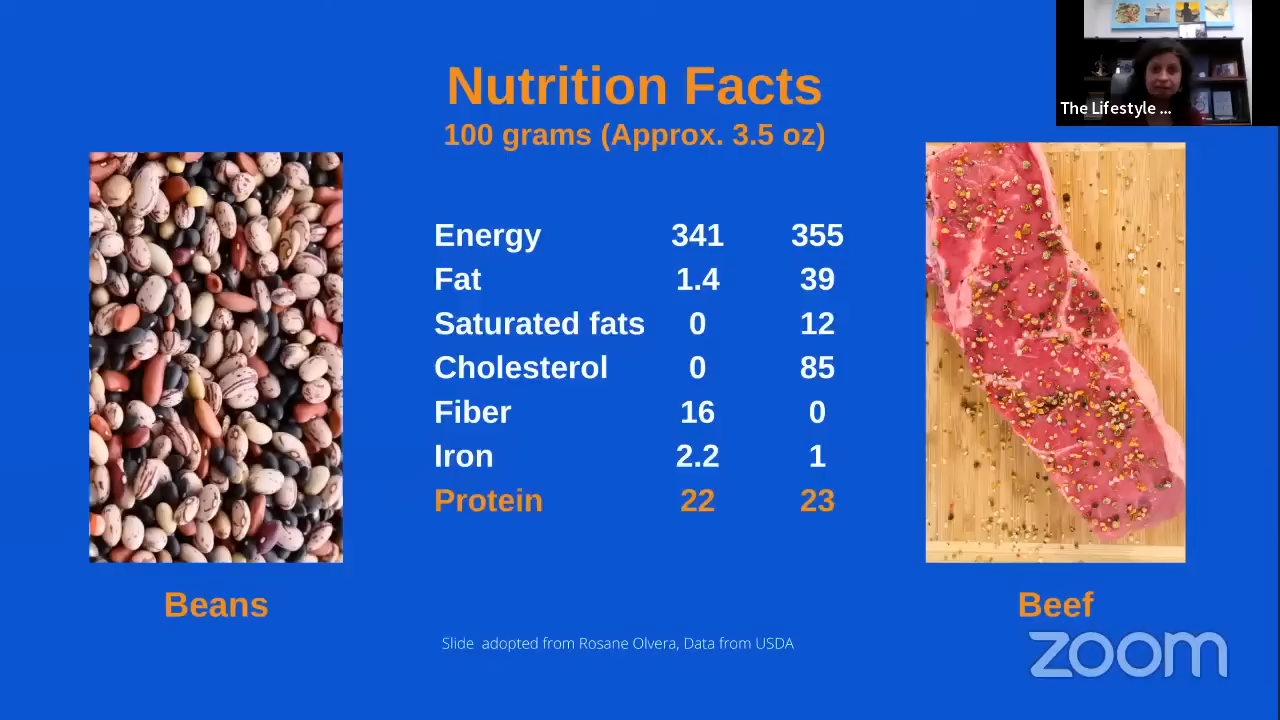 Nutrition Facts
100 grams (Approx. 3.5 oz)
The Lifestyle ...
Energy 341 355
Fat 1.4 39
Saturated fats 0 12
Cholesterol 0 85
Fiber 16 0
Iron 2.2 1
Protein 22 23
Beans
Beef
Slide adopted from Rosane Olvera, Data from USDA
zoom